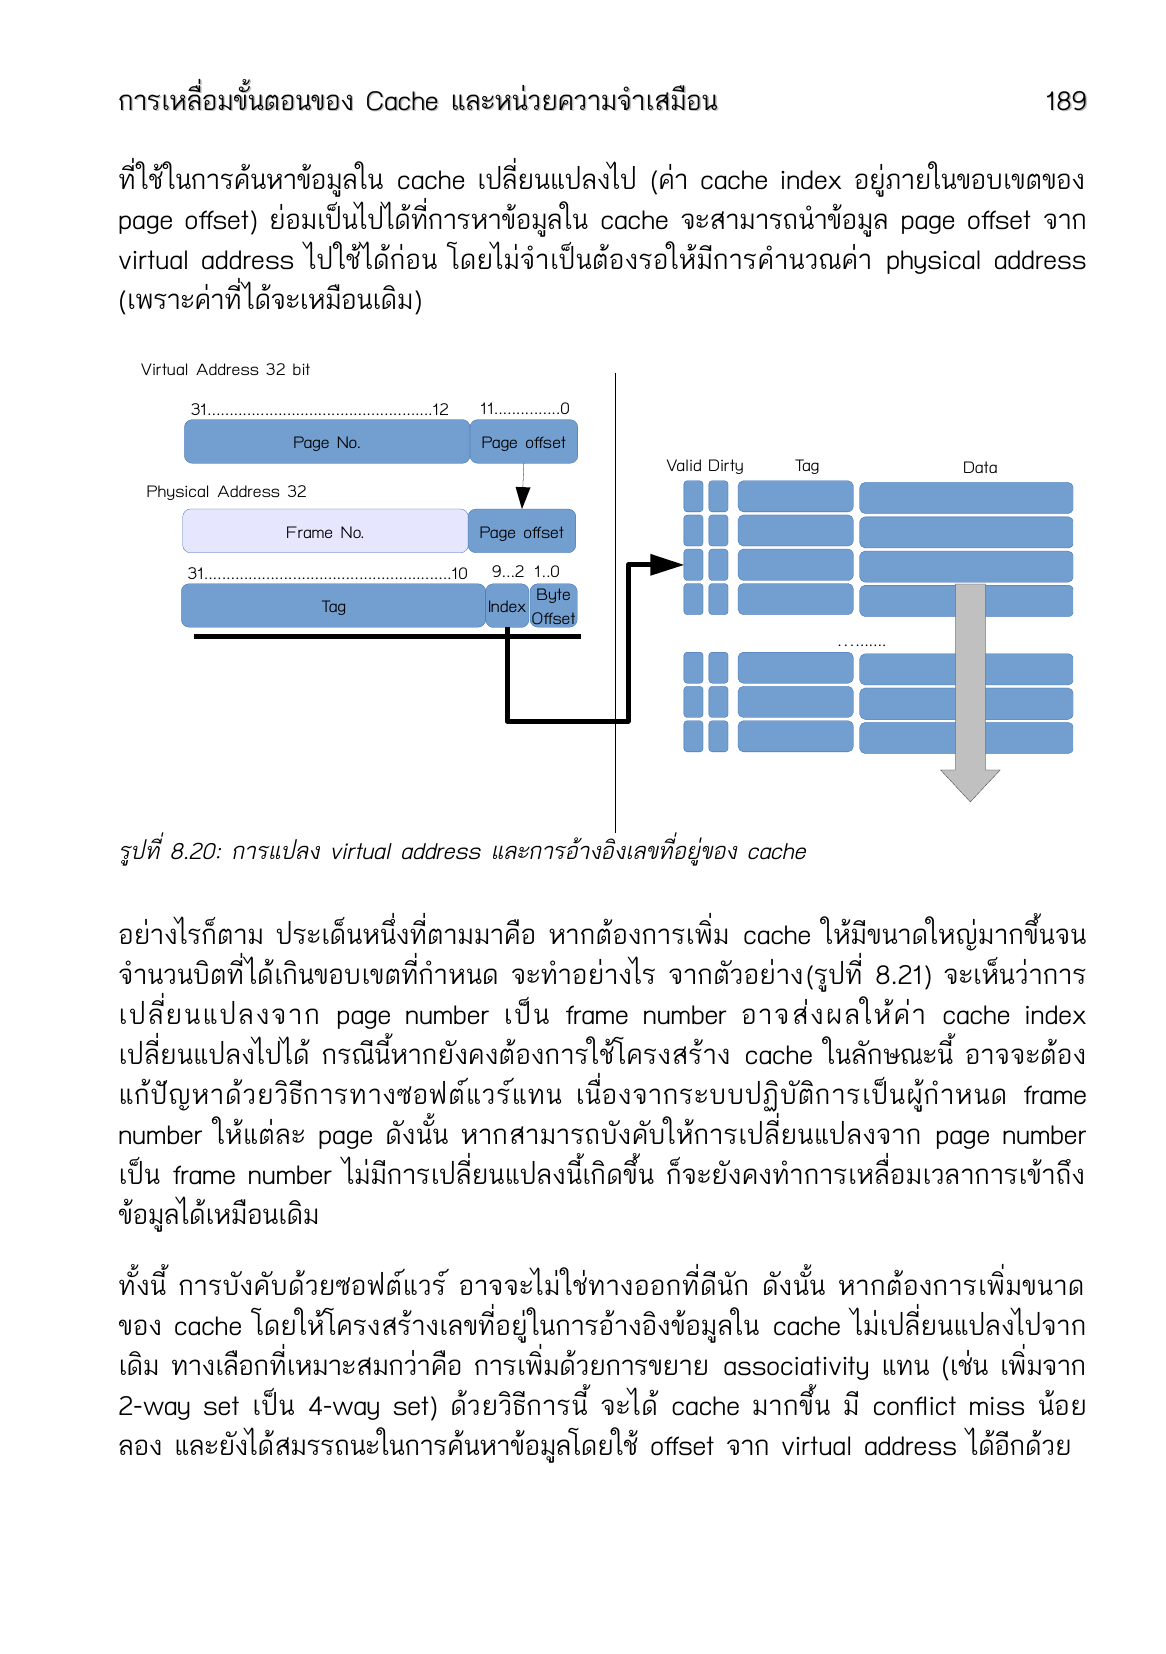 การเหลื่อมขั้นตอนของ Cache และหน่วยความจำเสมือน 189
ที่ใช้ในการค้นหาข้อมูลใน cache เปลี่ยนแปลงไป (ค่า cache index อยู่ภายในขอบเขตของ
page offset) ย่อมเป็นไปได้ที่การหาข้อมูลใน cache จะสามารถนำข้อมูล page offset จาก
virtual address ไปใช้ได้ก่อน โดยไม่จำเป็นต้องรอให้มีการคำนวณค่า physical address
(เพราะค่าที่ได้จะเหมือนเดิม)
Virtual Address 32 bit
31...................................................12 11...............0
Page No. Page offset
Physical Address 32
Frame No. Page offset
31........................................................10 9...2 1..0
Tag Index Byte Offset
Valid Dirty Tag Data
..........
รูปที่ 8.20: การแปลง virtual address และการอ้างอิงเลขที่อยู่ของ cache
อย่างไรก็ตาม ประเด็นหนึ่งที่ตามมาคือ หากต้องการเพิ่ม cache ให้มีขนาดใหญ่มากขึ้นจน
จำนวนบิตที่ได้เกินขอบเขตที่กำหนด จะทำอย่างไร จากตัวอย่าง(รูปที่ 8.21) จะเห็นว่าการ
เปลี่ยนแปลงจาก page number เป็น frame number อาจส่งผลให้ค่า cache index
เปลี่ยนแปลงไปได้ กรณีนี้หากยังคงต้องการใช้โครงสร้าง cache ในลักษณะนี้ อาจจะต้อง
แก้ปัญหาด้วยวิธีการทางซอฟต์แวร์แทน เนื่องจากระบบปฏิบัติการเป็นผู้กำหนด frame
number ให้แต่ละ page ดังนั้น หากสามารถบังคับให้การเปลี่ยนแปลงจาก page number
เป็น frame number ไม่มีการเปลี่ยนแปลงนี้เกิดขึ้น ก็จะยังคงทำการเหลื่อมเวลาการเข้าถึง
ข้อมูลได้เหมือนเดิม
ทั้งนี้ การบังคับด้วยซอฟต์แวร์ อาจจะไม่ใช่ทางออกที่ดีนัก ดังนั้น หากต้องการเพิ่มขนาด
ของ cache โดยให้โครงสร้างเลขที่อยู่ในการอ้างอิงข้อมูลใน cache ไม่เปลี่ยนแปลงไปจาก
เดิม ทางเลือกที่เหมาะสมกว่าคือ การเพิ่มด้วยการขยาย associativity แทน (เช่น เพิ่มจาก
2-way set เป็น 4-way set) ด้วยวิธีการนี้ จะได้ cache มากขึ้น มี conflict miss น้อย
ลอง และยังได้สมรรถนะในการค้นหาข้อมูลโดยใช้ offset จาก virtual address ได้อีกด้วย